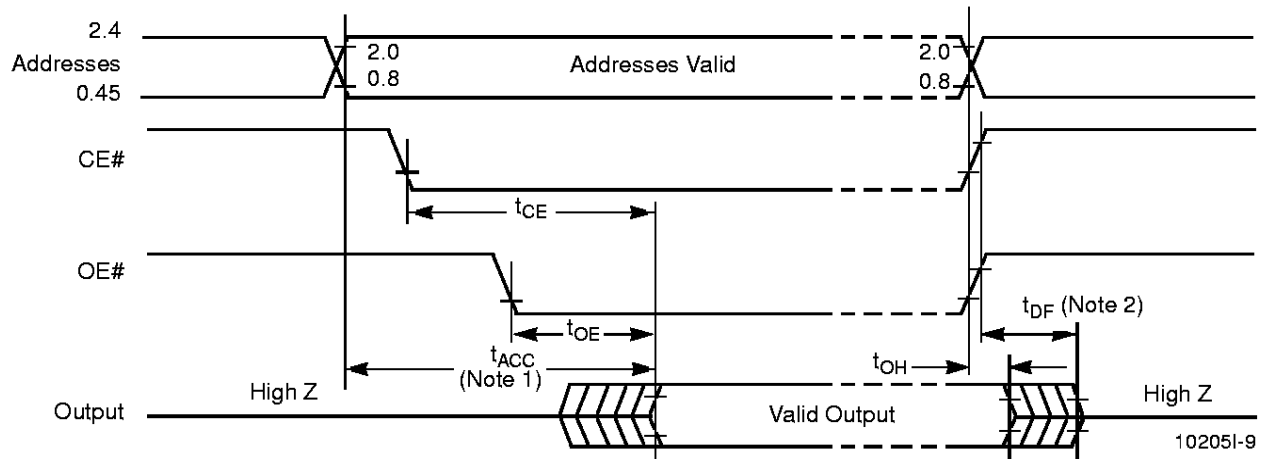 2.4
Addresses
0.45
2.0
0.8
Addresses Valid
2.0
0.8
CE#
tCE
OE#
tOE
tDF (Note 2)
tACC
(Note 1)
tOH
High Z
Output
Valid Output
High Z
10205I-9